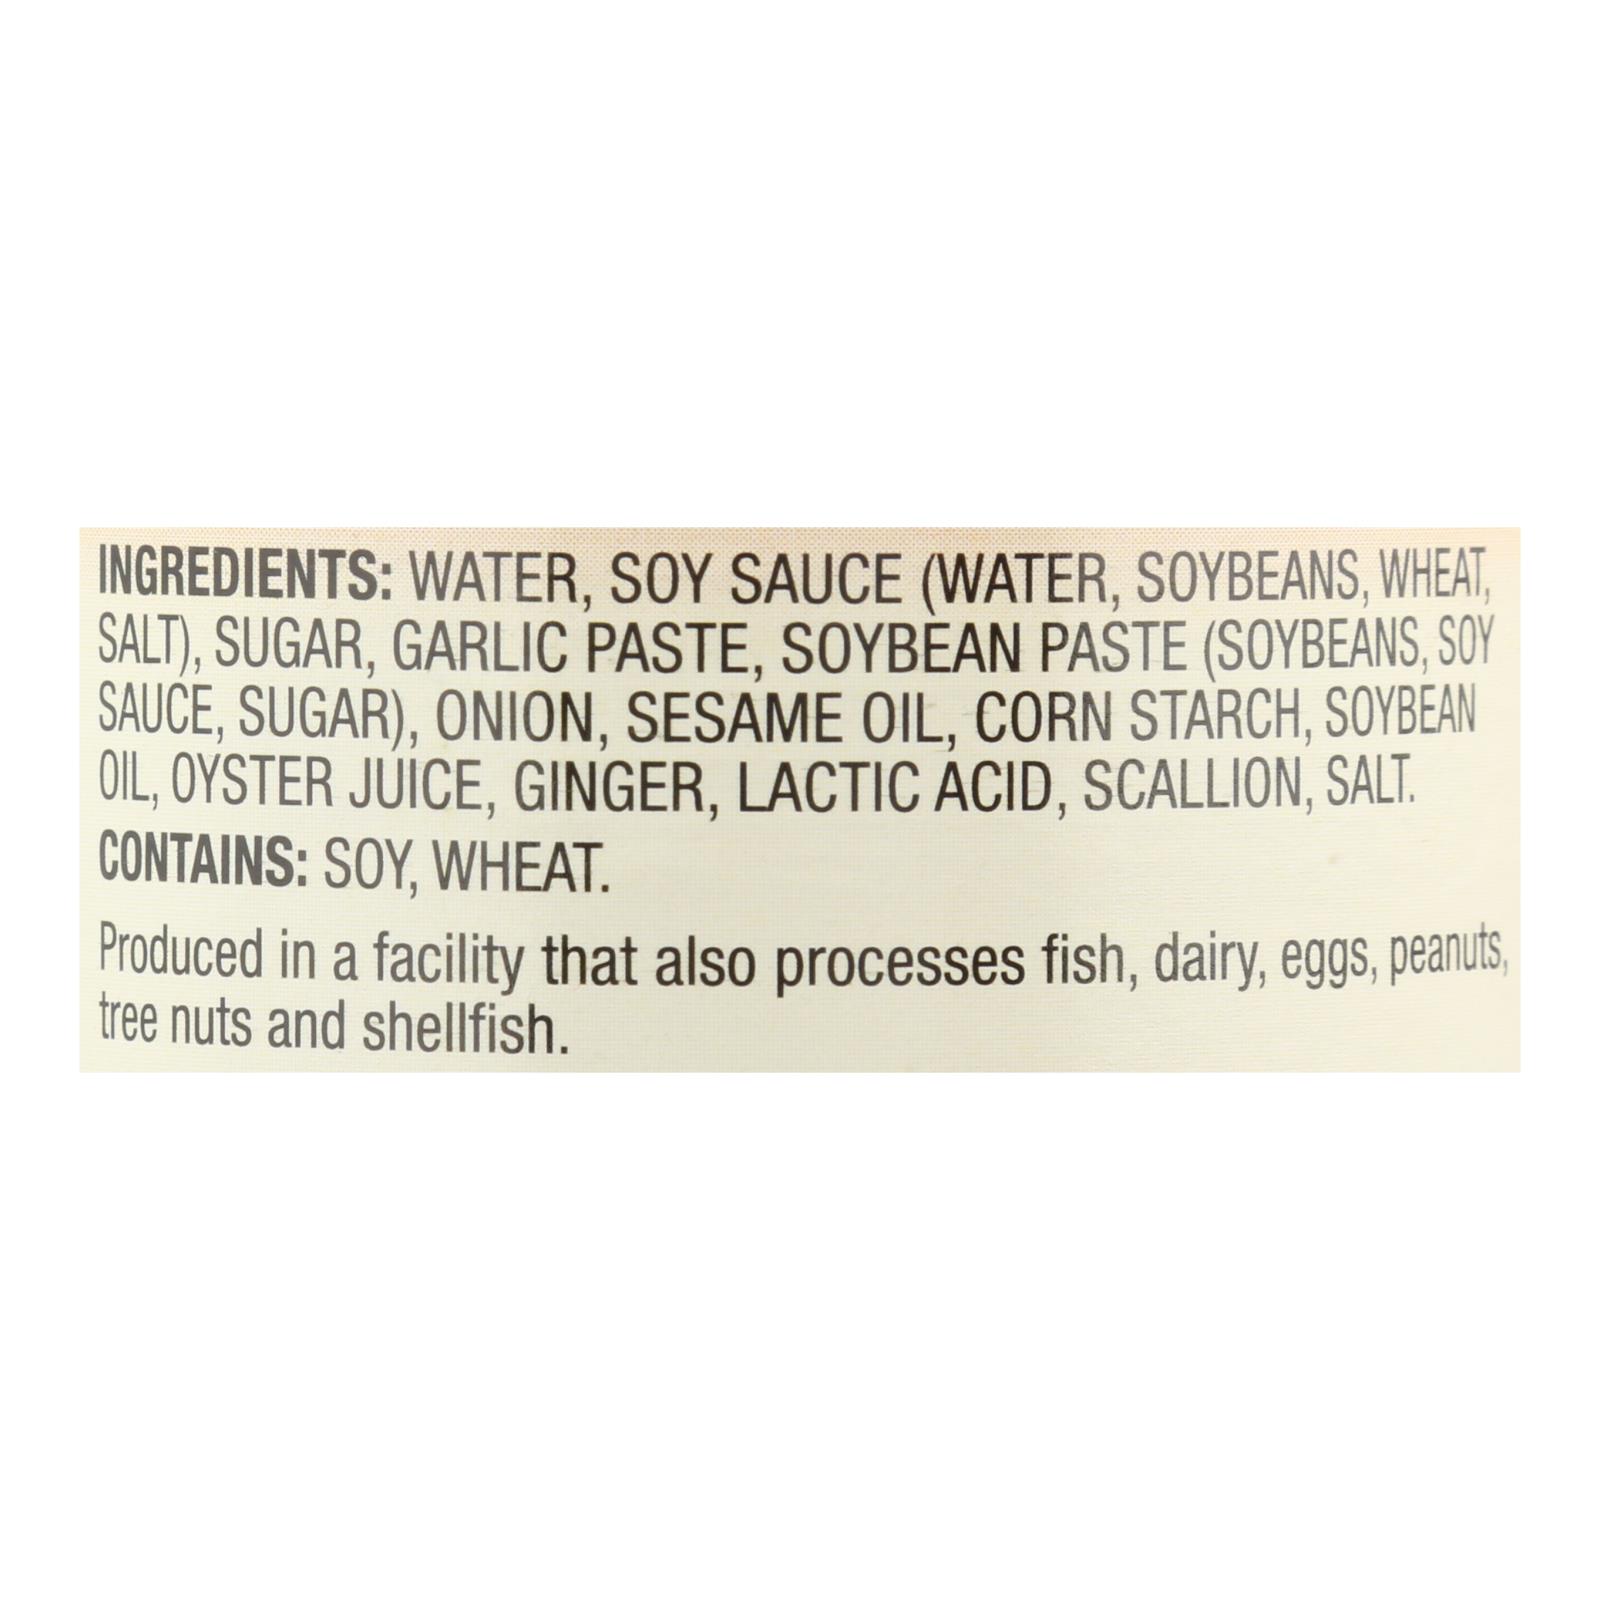 INGREDIENTS: WATER, SOY SAUCE (WATER, SOYBEANS, WHEAT,
SALT), SUGAR, GARLIC PASTE, SOYBEAN PASTE (SOYBEANS, SOY
SAUCE, SUGAR), ONION, SESAME OIL, CORN STARCH, SOYBEAN
OIL, OYSTER JUICE, GINGER, LACTIC ACID, SCALLION, SALT.
CONTAINS: SOY, WHEAT.
Produced in a facility that also processes fish, dairy, eggs, peanuts,
tree nuts and shellfish.